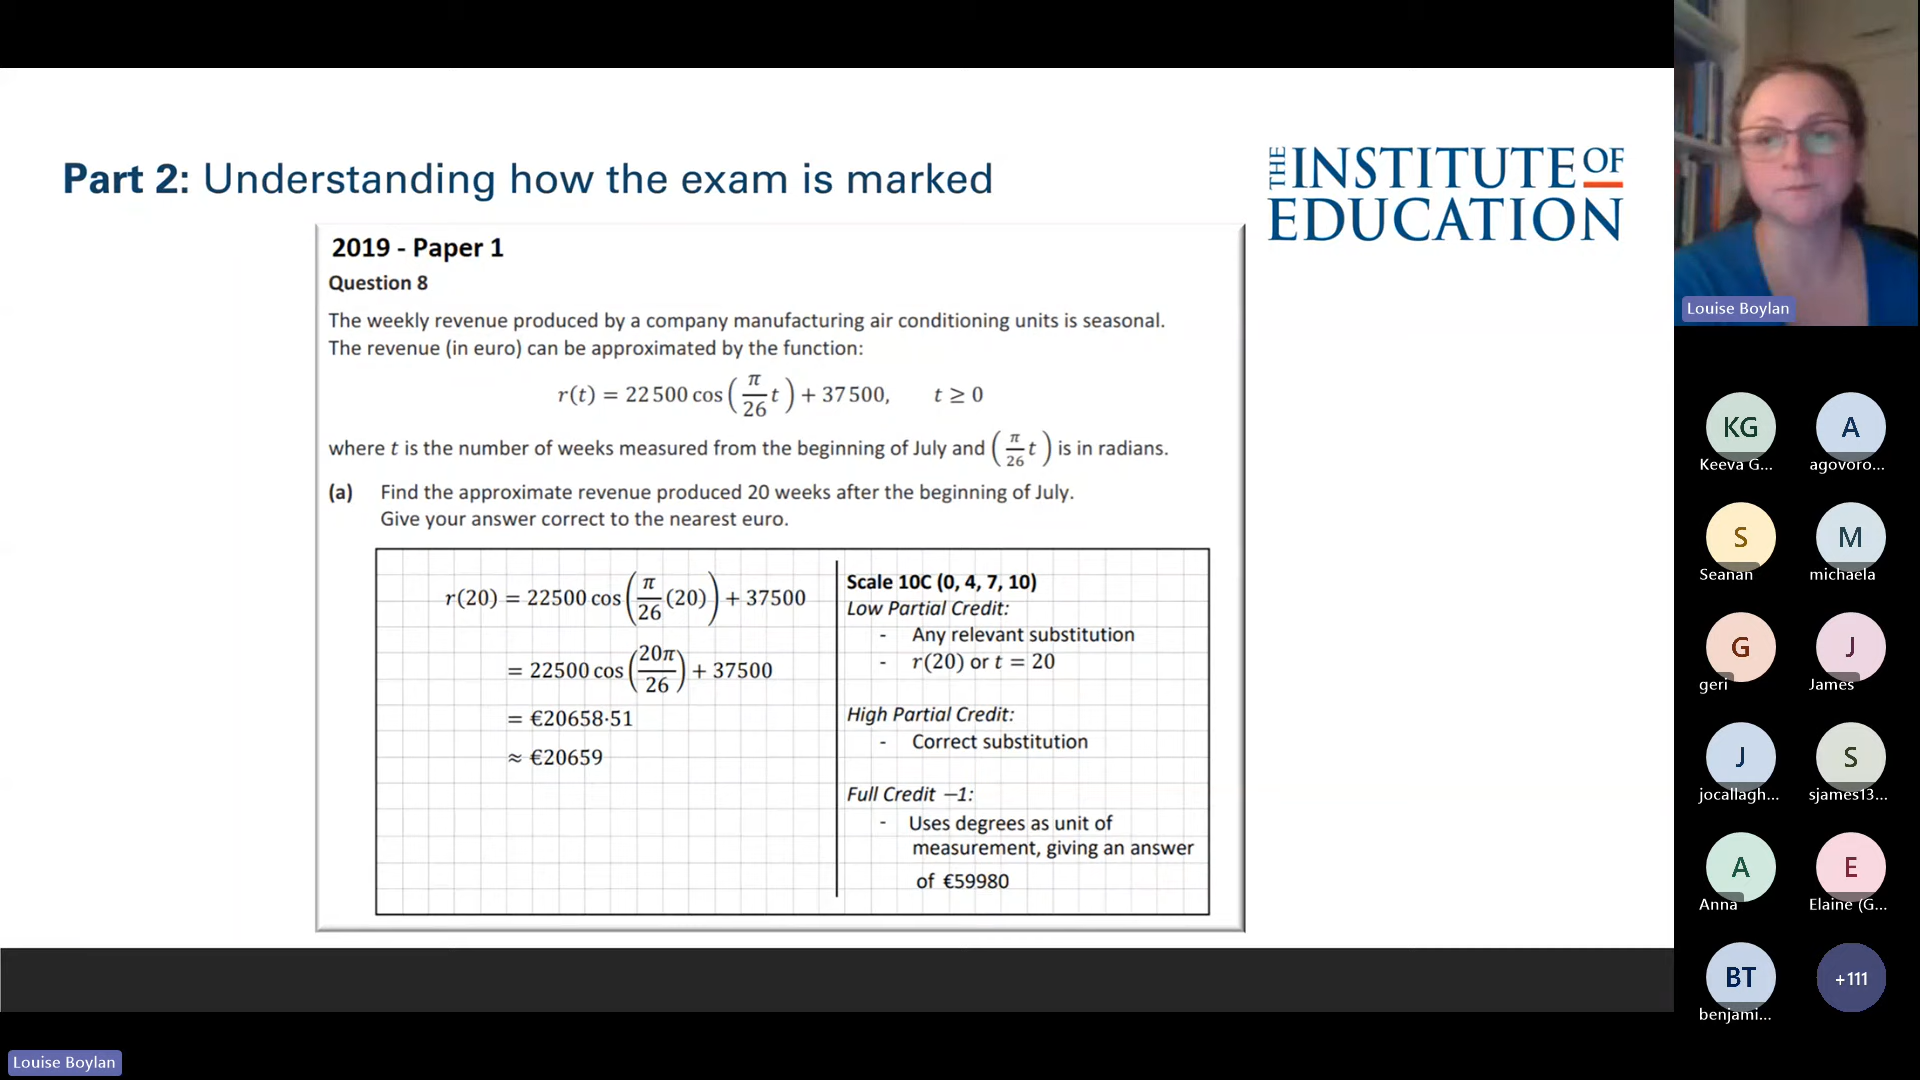 Part 2: Understanding how the exam is marked
THE INSTITUTE OF
EDUCATION
2019 - Paper 1
Question 8
The weekly revenue produced by a company manufacturing air conditioning units is seasonal.
The revenue (in euro) can be approximated by the function:
r(t) = 22 500 cos (π/26 t) + 37 500, t ≥ 0
where t is the number of weeks measured from the beginning of July and (π/26 t) is in radians.
(a) Find the approximate revenue produced 20 weeks after the beginning of July.
Give your answer correct to the nearest euro.
r(20) = 22500 cos (π/26 (20)) + 37500
= 22500 cos (20π/26) + 37500
= €20658·51
≈ €20659
Scale 10C (0, 4, 7, 10)
Low Partial Credit:
- Any relevant substitution
- r(20) or t = 20
High Partial Credit:
- Correct substitution
Full Credit −1:
- Uses degrees as unit of
measurement, giving an answer
of €59980
Louise Boylan
KG
Keeva G...
A
agovoro...
S
Seanan
M
michaela
G
geri
J
James
J
jocallagh...
S
sjames13...
A
Anna
E
Elaine (G...
BT
benjami...
+111
Louise Boylan